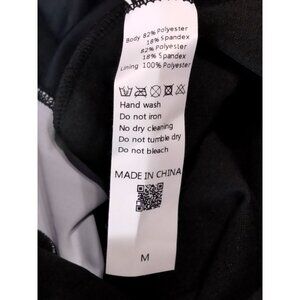 Body 82% Polyester
18% Spandex
82% Polyester
18% Spandex
Lining 100% Polyester
Hand wash
Do not iron
No dry cleaning
Do not tumble dry
Do not bleach
MADE IN CHINA
M